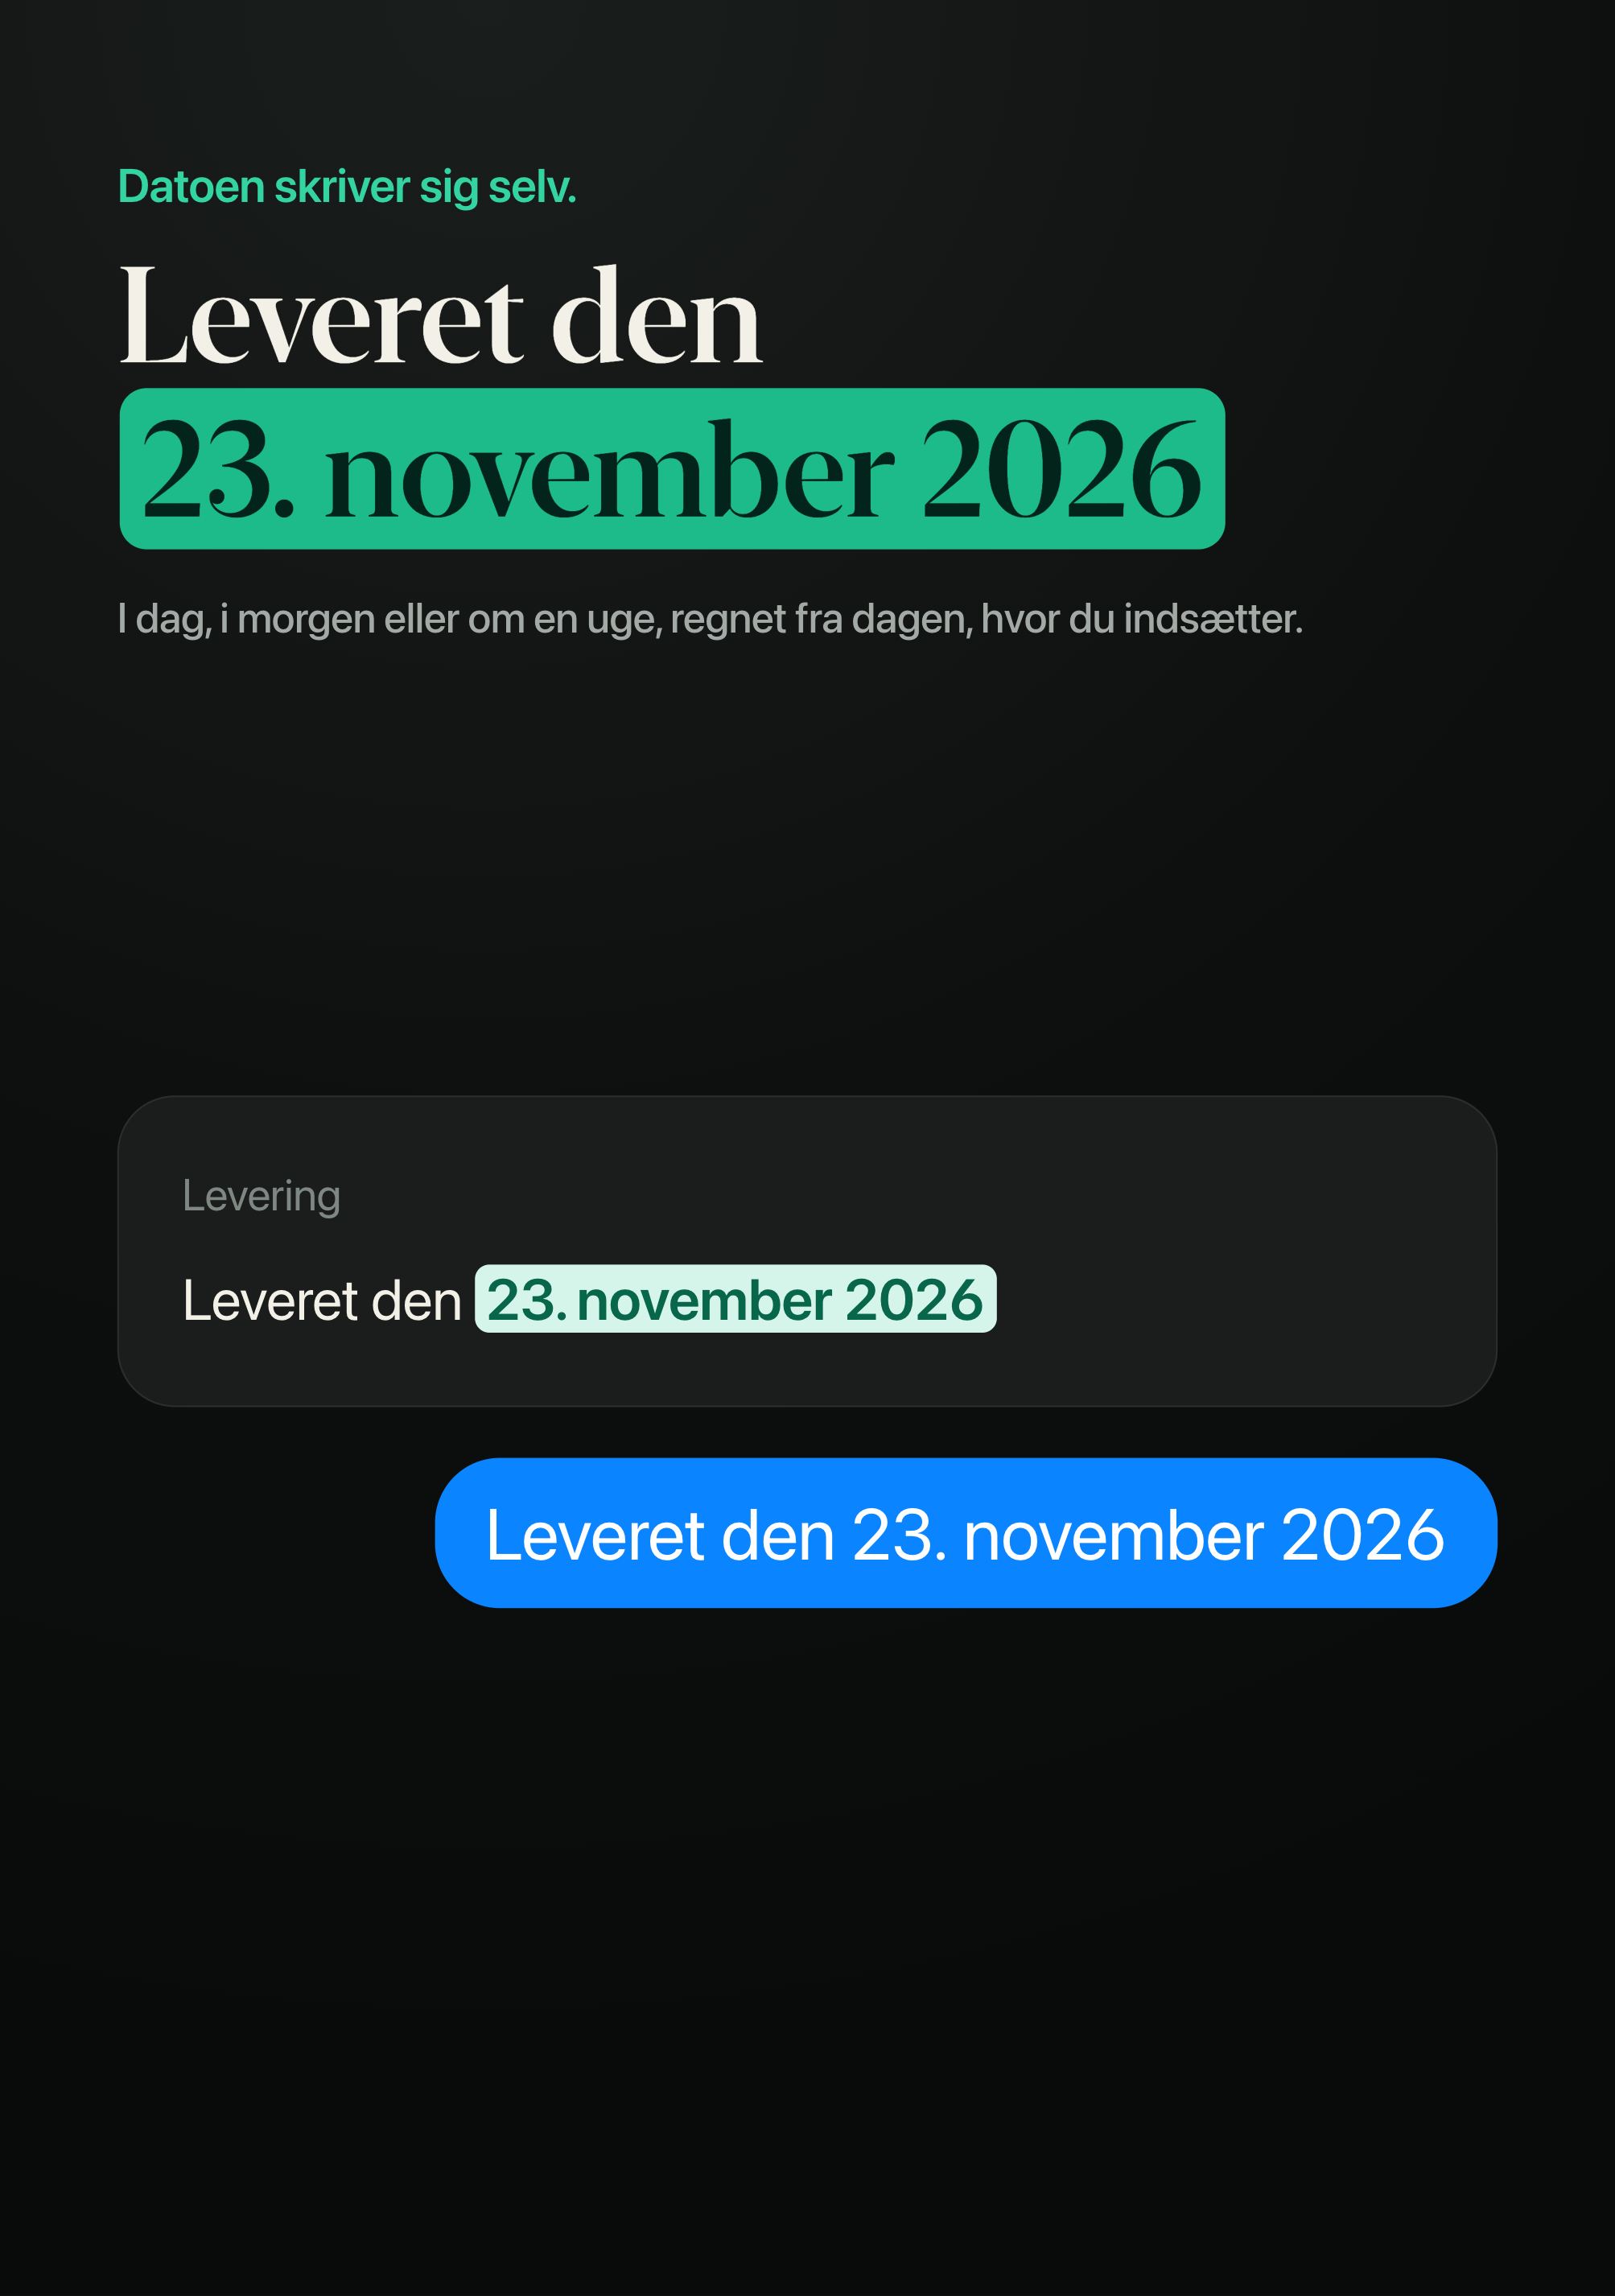 Datoen skriver sig selv.
Leveret den
23. november 2026
I dag, i morgen eller om en uge, regnet fra dagen, hvor du indsætter.
Levering
Leveret den 23. november 2026
Leveret den 23. november 2026